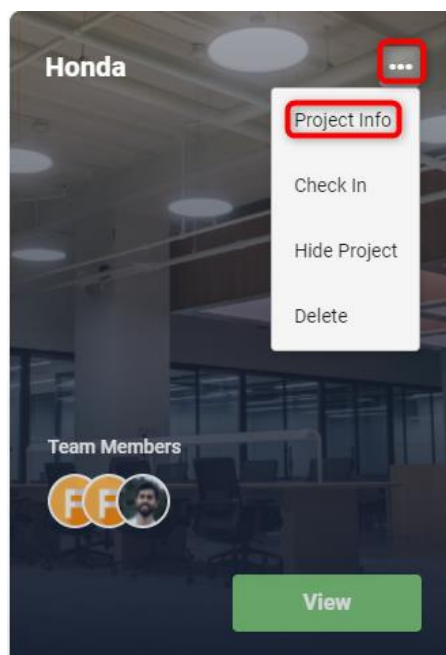 Honda
...
Project Info
Check In
Hide Project
Delete
Team Members
F F
View